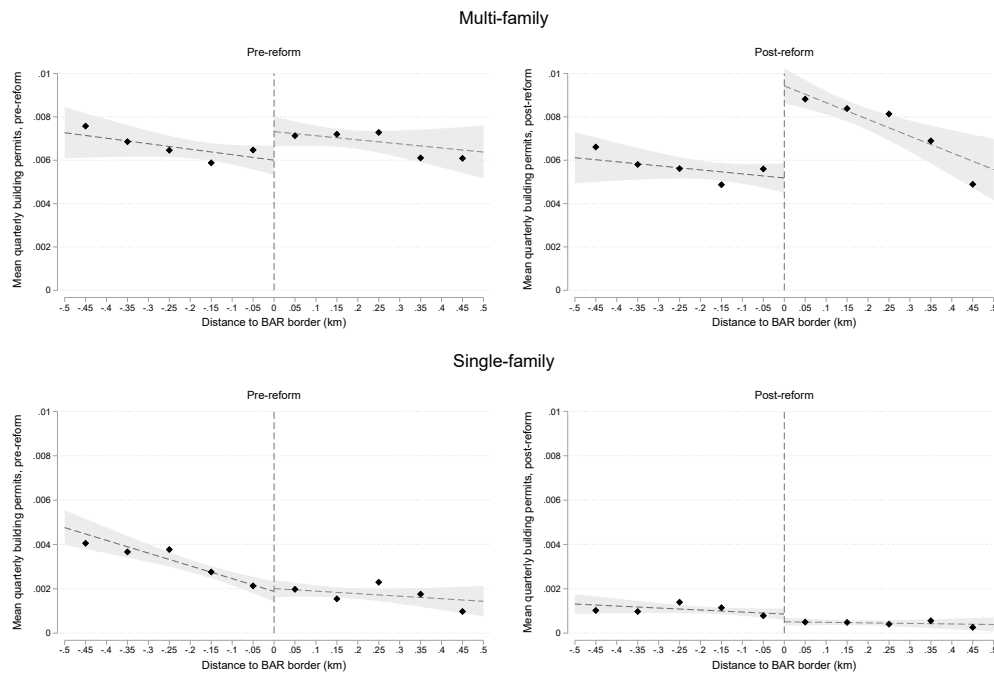 Multi-family
Pre-reform
Mean quarterly building permits, pre-reform
.01
.008
.006
.004
.002
0
-.5 -.45 -.4 -.35 -.3 -.25 -.2 -.15 -.1 -.05 0 .05 .1 .15 .2 .25 .3 .35 .4 .45 .5
Distance to BAR border (km)
Post-reform
Mean quarterly building permits, post-reform
.01
.008
.006
.004
.002
0
-.5 -.45 -.4 -.35 -.3 -.25 -.2 -.15 -.1 -.05 0 .05 .1 .15 .2 .25 .3 .35 .4 .45 .5
Distance to BAR border (km)
Single-family
Pre-reform
Mean quarterly building permits, pre-reform
.01
.008
.006
.004
.002
0
-.5 -.45 -.4 -.35 -.3 -.25 -.2 -.15 -.1 -.05 0 .05 .1 .15 .2 .25 .3 .35 .4 .45 .5
Distance to BAR border (km)
Post-reform
Mean quarterly building permits, post-reform
.01
.008
.006
.004
.002
0
-.5 -.45 -.4 -.35 -.3 -.25 -.2 -.15 -.1 -.05 0 .05 .1 .15 .2 .25 .3 .35 .4 .45 .5
Distance to BAR border (km)